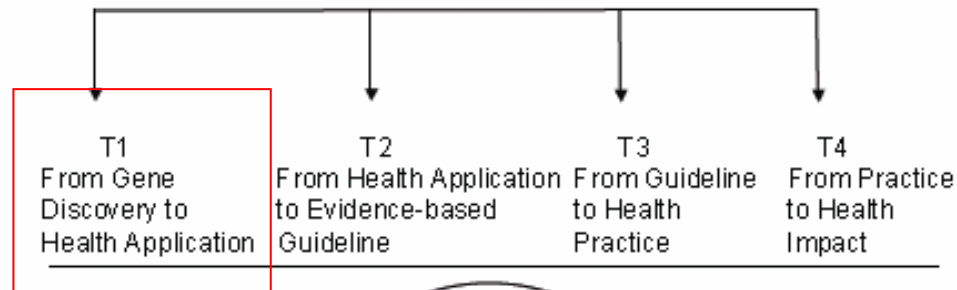 T1
From Gene
Discovery to
Health Application
T2
From Health Application
to Evidence-based
Guideline
T3
From Guideline
to Health
Practice
T4
From Practice
to Health
Impact